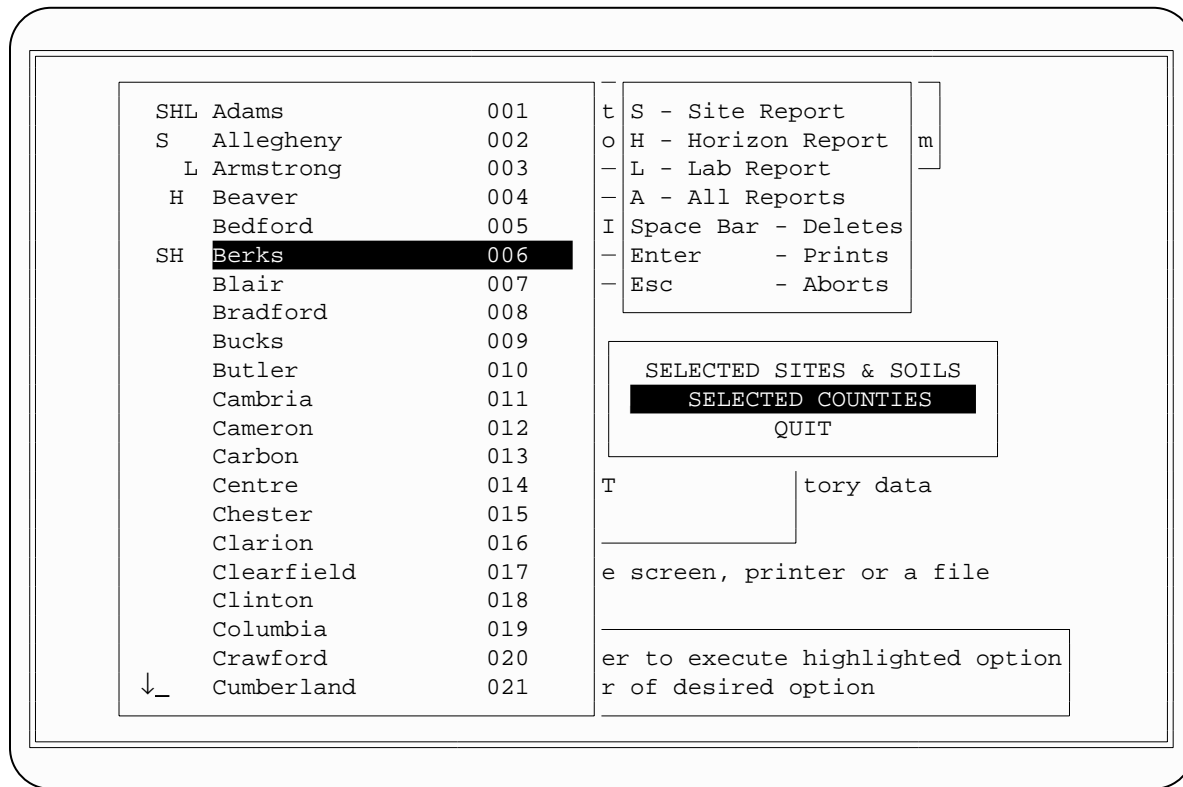 SHL Adams 001
S Allegheny 002
L Armstrong 003
H Beaver 004
Bedford 005
SH Berks 006
Blair 007
Bradford 008
Bucks 009
Butler 010
Cambria 011
Cameron 012
Carbon 013
Centre 014
Chester 015
Clarion 016
Clearfield 017
Clinton 018
Columbia 019
Crawford 020
↓_ Cumberland 021
t
o
I
S - Site Report
H - Horizon Report
L - Lab Report
A - All Reports
Space Bar - Deletes
Enter - Prints
Esc - Aborts
m
SELECTED SITES & SOILS
SELECTED COUNTIES
QUIT
T tory data
e screen, printer or a file
er to execute highlighted option
r of desired option